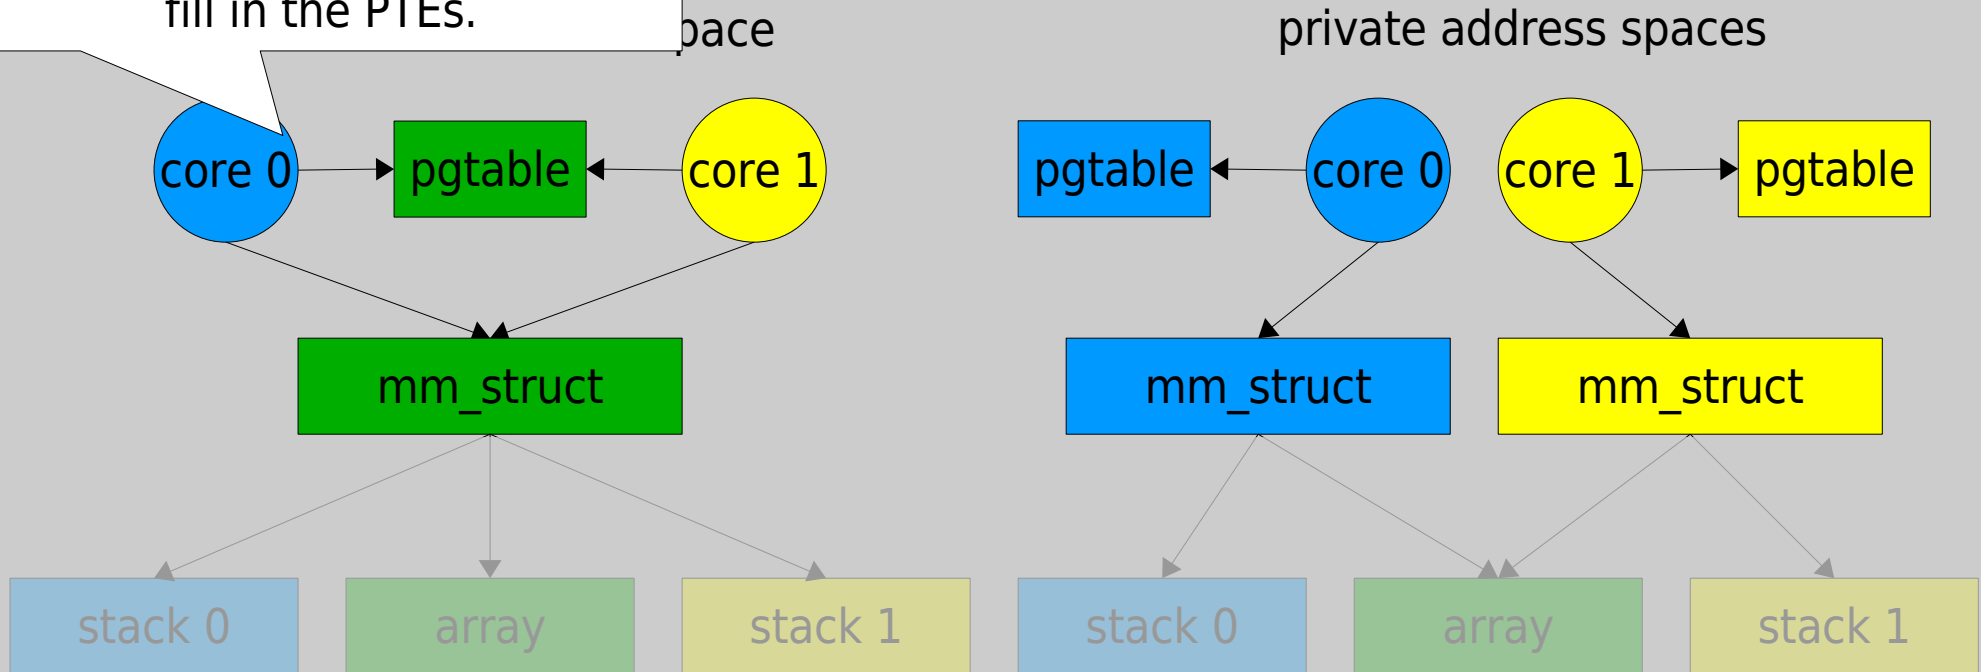 fill in the PTEs.
private address spaces
core 0
pgtable
core 1
pgtable
core 0
core 1
pgtable
mm_struct
mm_struct
mm_struct
stack 0
array
stack 1
stack 0
array
stack 1